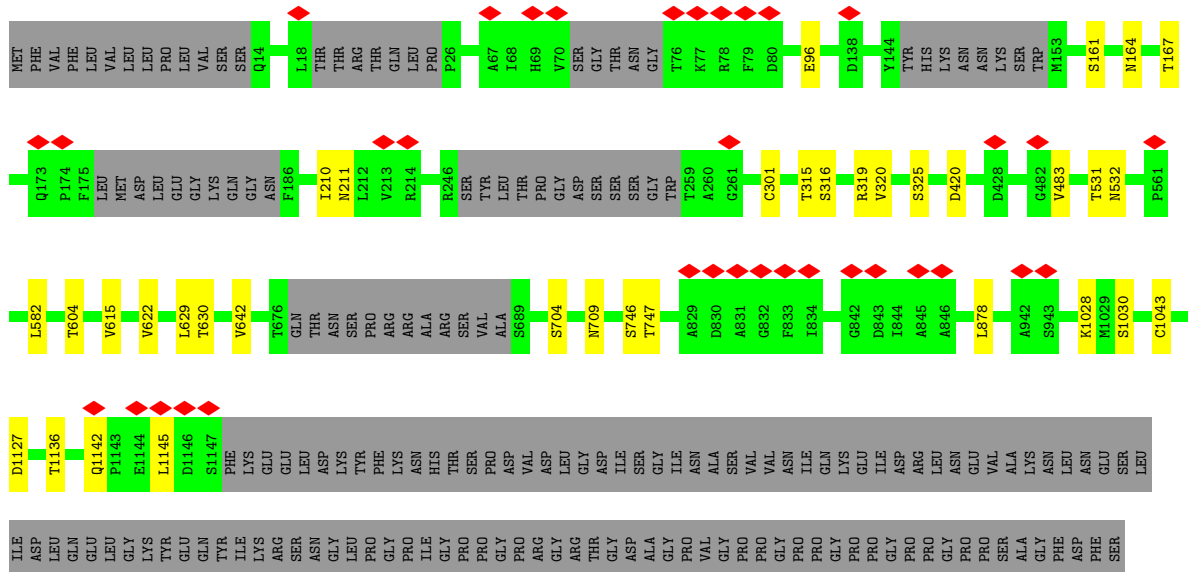 MET PHE VAL PHE LEU VAL LEU LEU PRO LEU VAL SER SER Q14 L18 THR THR ARG THR GLN LEU PRO P26 A67 I68 H69 V70 SER GLY THR ASN GLY T76 K77 R78 F79 D80 E96 D138 Y144 TYR HIS LYS ASN ASN LYS SER TRP M153 S161 N164 T167
Q173 P174 F175 LEU MET ASP LEU GLU GLY LYS GLN GLY ASN F186 I210 N211 L212 V213 R214 R246 SER TYR LEU THR PRO GLY ASP SER SER SER GLY TRP T259 A260 G261 C301 T315 S316 R319 V320 S325 D420 D428 G482 V483 T531 N532 P561
L582 T604 V615 V622 L629 T630 V642 T676 GLN THR ASN SER PRO ARG ARG ALA ARG SER VAL ALA S689 S704 N709 S746 T747 A829 D830 A831 G832 F833 I834 G842 D843 I844 A845 A846 L878 A942 S943 K1028 M1029 S1030 C1043
D1127 T1136 Q1142 P1143 E1144 L1145 D1146 S1147 PHE LYS GLU GLU LEU ASP LYS TYR PHE LYS ASN HIS THR SER PRO ASP VAL ASP LEU GLY ASP ILE SER GLY ILE ASN ALA SER VAL VAL ASN ILE GLN LYS GLU ILE ASP ARG LEU ASN GLU VAL ALA LYS ASN LEU ASN GLU SER LEU
ILE ASP LEU GLN GLU LEU GLY LYS TYR GLU GLN TYR ILE LYS ARG SER ASN GLY LEU PRO GLY PRO ILE GLY PRO PRO GLY PRO ARG GLY ARG THR GLY ASP ALA GLY PRO VAL GLY PRO PRO GLY PRO PRO GLY PRO PRO GLY PRO PRO SER ALA GLY PHE ASP PHE SER